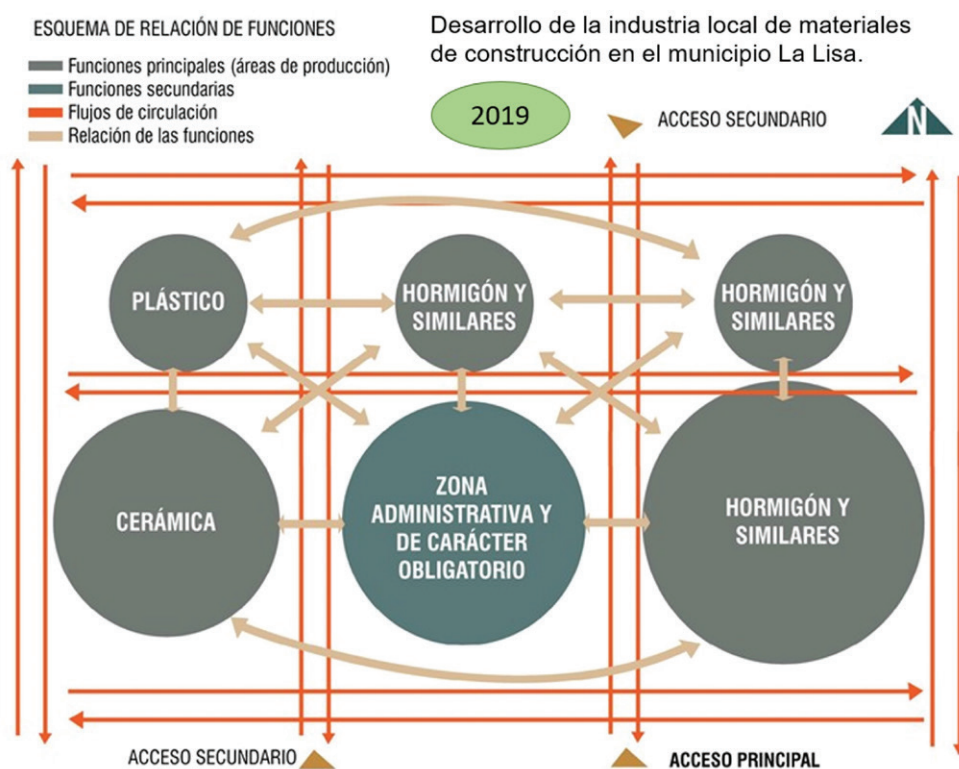 ESQUEMA DE RELACIÓN DE FUNCIONES
Funciones principales (áreas de producción)
Funciones secundarias
Flujos de circulación
Relación de las funciones
Desarrollo de la industria local de materiales
de construcción en el municipio La Lisa.
2019
ACCESO SECUNDARIO
N
PLÁSTICO
HORMIGÓN Y
SIMILARES
HORMIGÓN Y
SIMILARES
CERÁMICA
ZONA
ADMINISTRATIVA Y
DE CARÁCTER
OBLIGATORIO
HORMIGÓN Y
SIMILARES
ACCESO SECUNDARIO
ACCESO PRINCIPAL